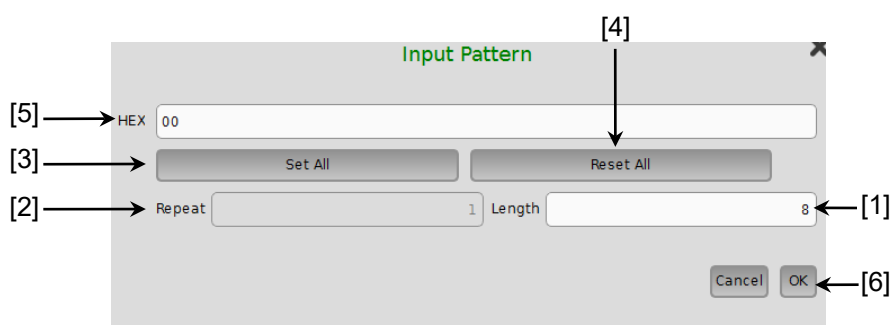 [4]
Input Pattern
[5] HEX 00
[3] Set All Reset All
[2] Repeat 1 Length 8 [1]
Cancel OK [6]